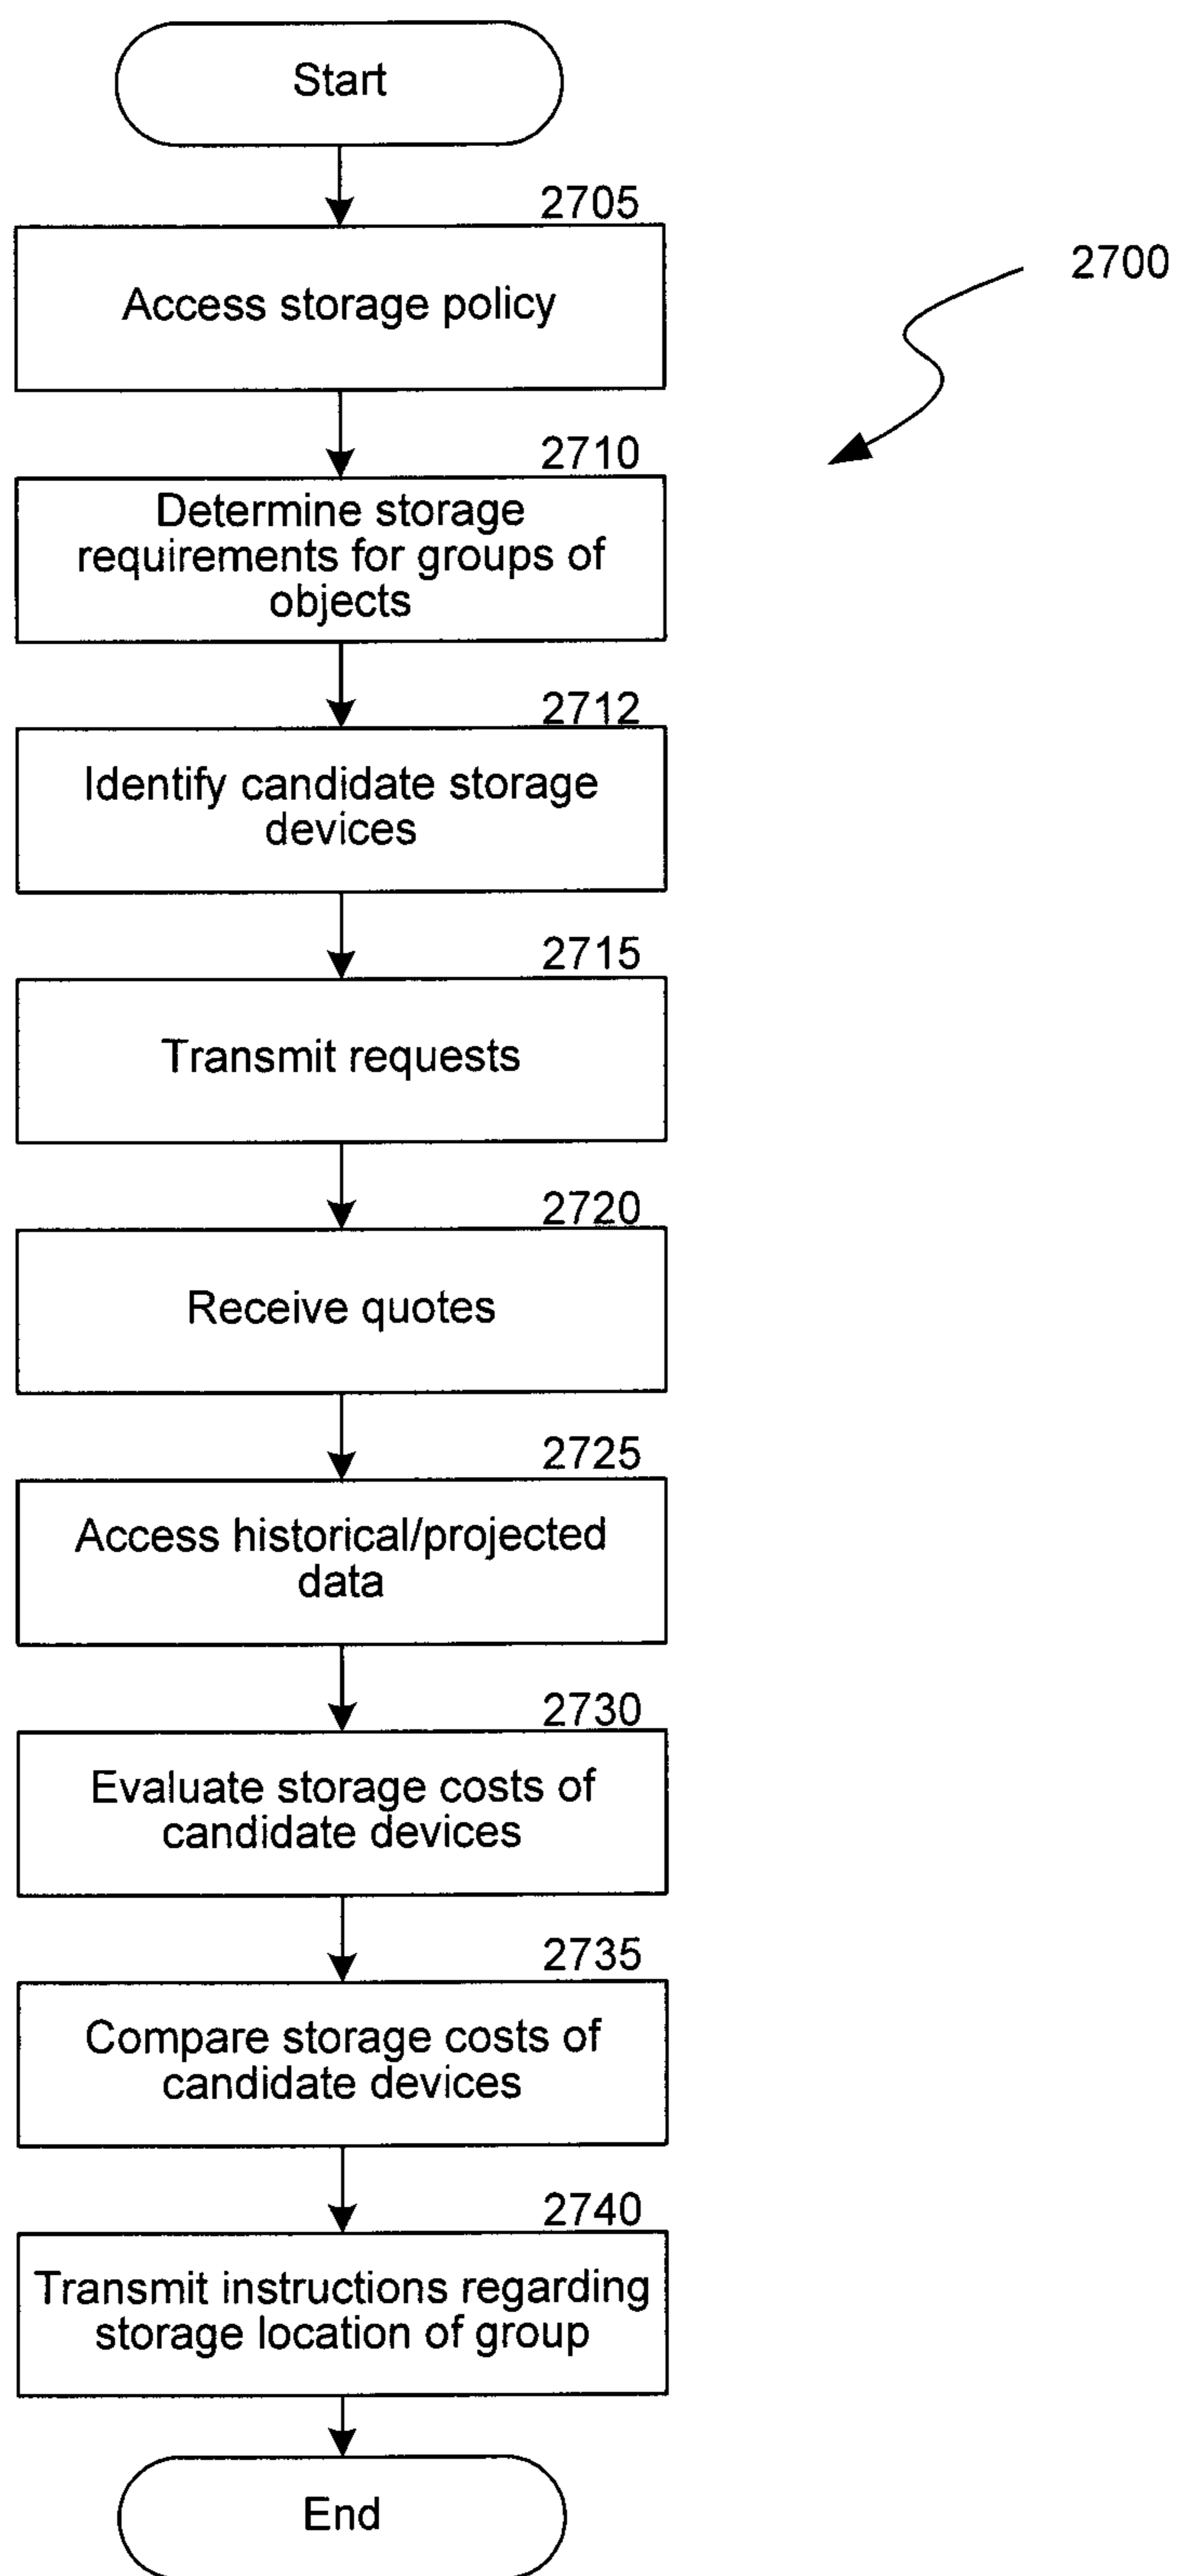 Start
2705
2700
Access storage policy
2710
Determine storage
requirements for groups of
objects
2712
Identify candidate storage
devices
2715
Transmit requests
2720
Receive quotes
2725
Access historical/projected
data
2730
Evaluate storage costs of
candidate devices
2735
Compare storage costs of
candidate devices
2740
Transmit instructions regarding
storage location of group
End